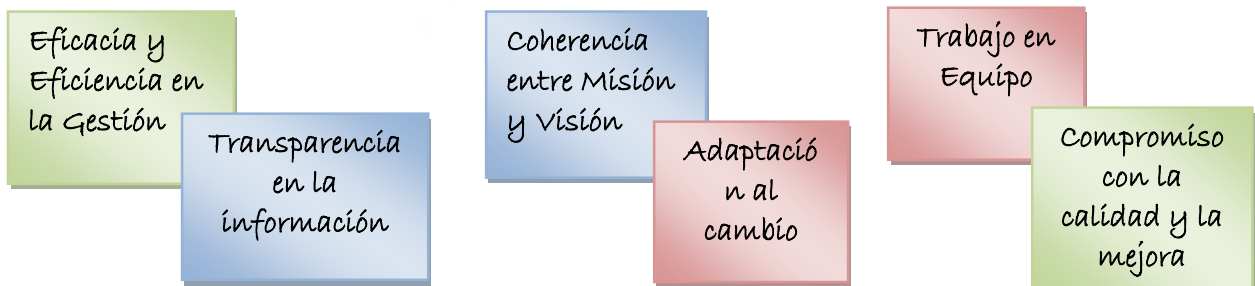 Eficacia y
Eficiencia en
la Gestión
Transparencia
en la
información
Coherencia
entre Misión
y Visión
Adaptació
n al
cambio
Trabajo en
Equipo
Compromiso
con la
calidad y la
mejora